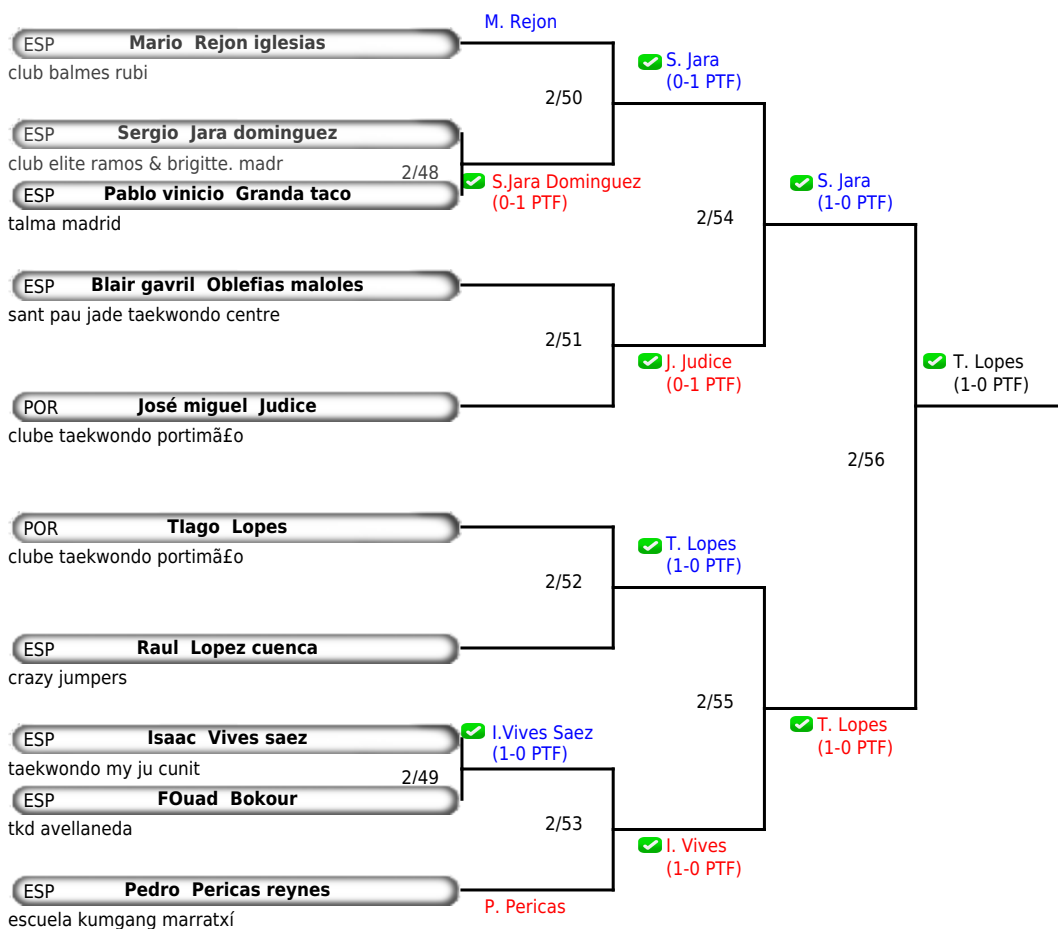 M. Rejon
ESP Mario Rejon iglesias
club balmes rubi
S. Jara
(0-1 PTF)
2/50
ESP Sergio Jara dominguez
club elite ramos & brigitte. madr
2/48
ESP Pablo vinicio Granda taco
talma madrid
S.Jara Dominguez
(0-1 PTF)
S. Jara
(1-0 PTF)
2/54
ESP Blair gavril Oblefias maloles
sant pau jade taekwondo centre
2/51
J. Judice
(0-1 PTF)
T. Lopes
(1-0 PTF)
POR José miguel Judice
clube taekwondo portimã£o
2/56
POR TIago Lopes
clube taekwondo portimã£o
T. Lopes
(1-0 PTF)
2/52
ESP Raul Lopez cuenca
crazy jumpers
2/55
ESP Isaac Vives saez
taekwondo my ju cunit
I.Vives Saez
(1-0 PTF)
T. Lopes
(1-0 PTF)
2/49
ESP FOuad Bokour
tkd avellaneda
2/53
I. Vives
(1-0 PTF)
ESP Pedro Pericas reynes
escuela kumgang marratxí
P. Pericas